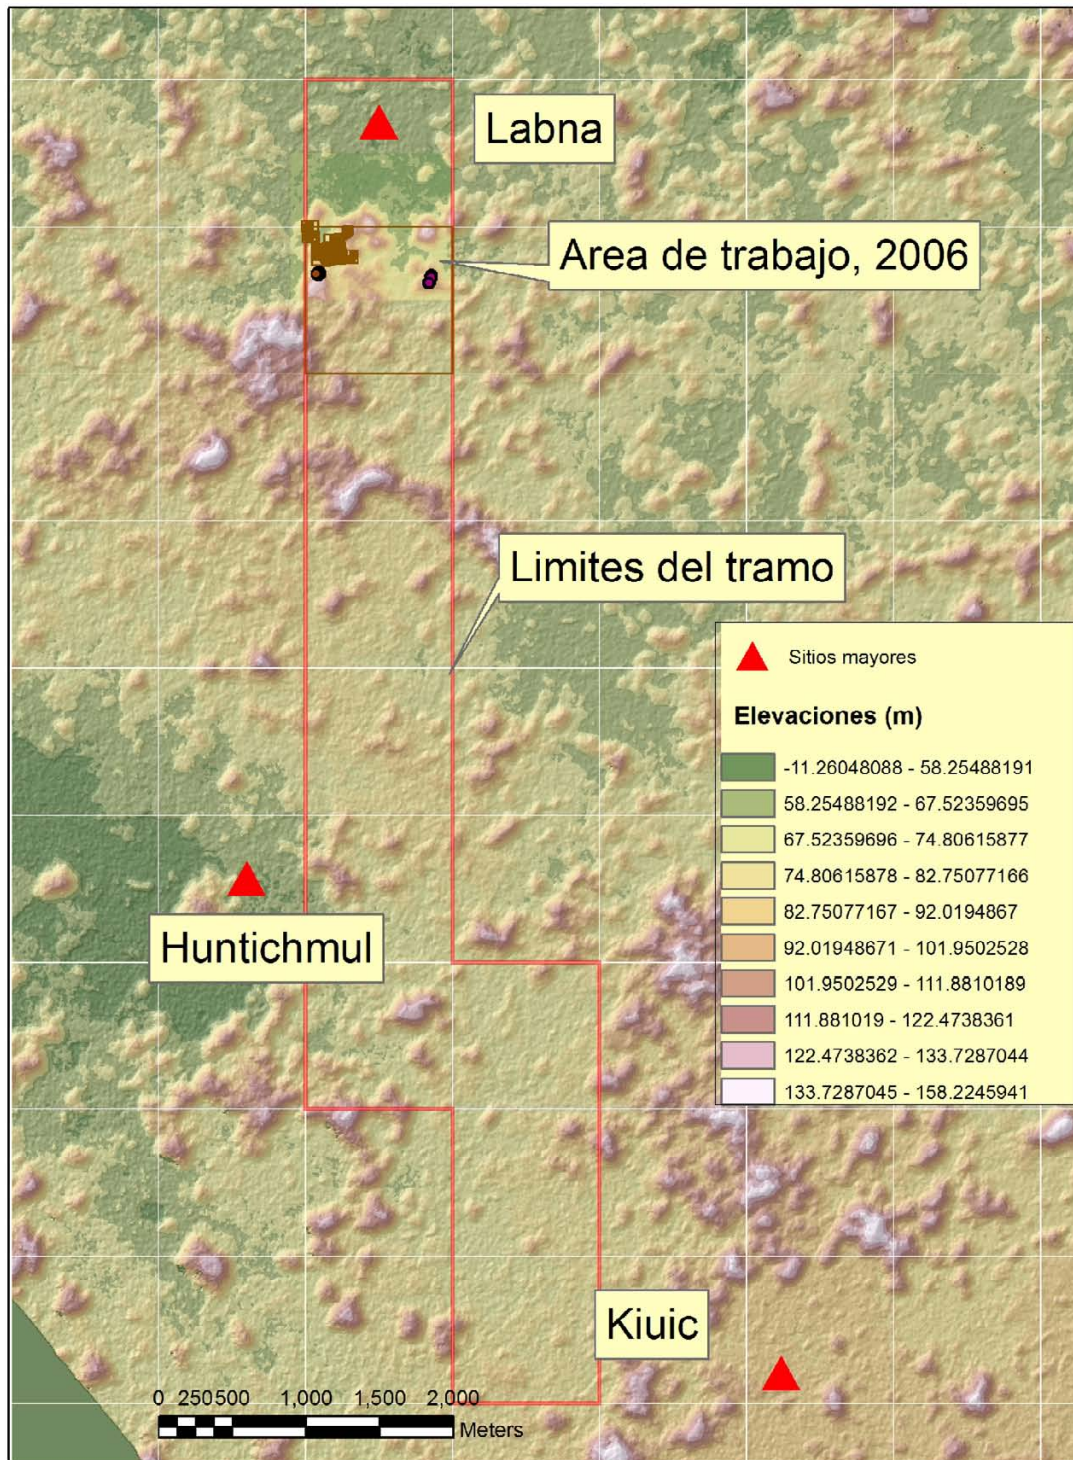 Labna
Area de trabajo, 2006
Limites del tramo
Sitios mayores
Elevaciones (m)
-11.26048088 - 58.25488191
58.25488192 - 67.52359695
67.52359696 - 74.80615877
74.80615878 - 82.75077166
82.75077167 - 92.0194867
92.01948671 - 101.9502528
101.9502529 - 111.8810189
111.881019 - 122.4738361
122.4738362 - 133.7287044
133.7287045 - 158.2245941
Huntichmul
Kiuic
0 250 500 1,000 1,500 2,000
Meters